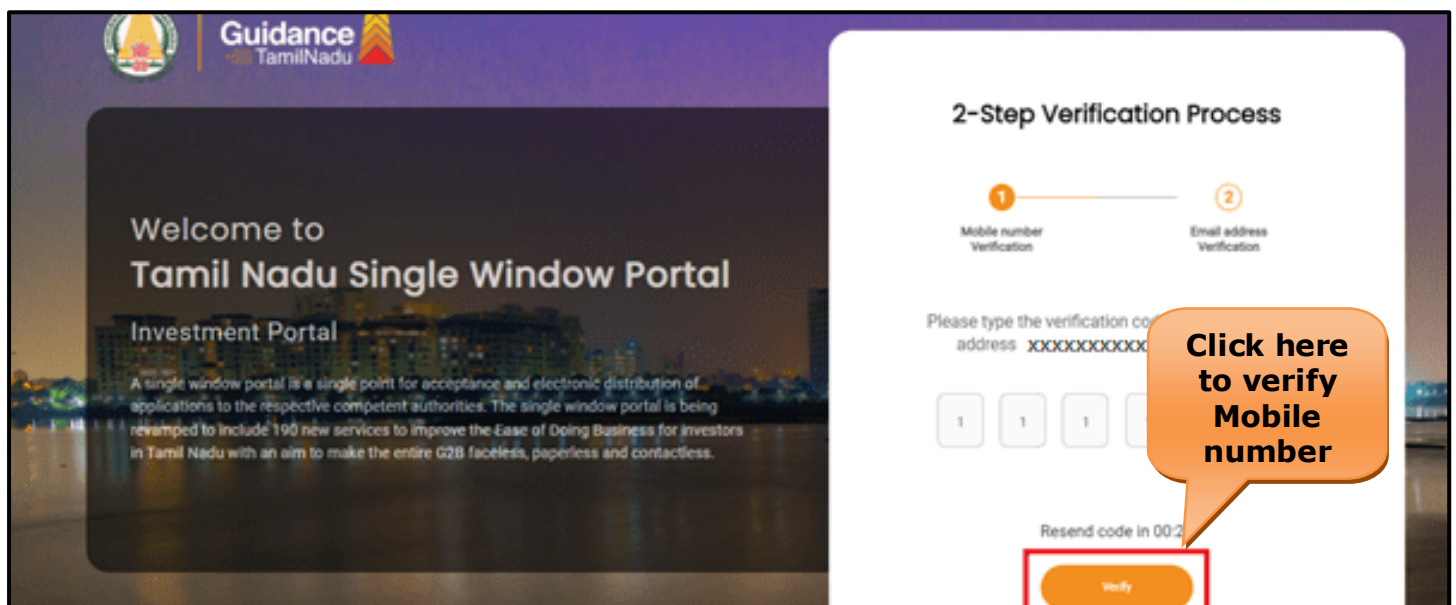 Guidance
TamilNadu
Welcome to
Tamil Nadu Single Window Portal
Investment Portal
A single window portal is a single point for acceptance and electronic distribution of
applications to the respective competent authorities. The single window portal is being
revamped to include 190 new services to improve the Ease of Doing Business for investors
in Tamil Nadu with an aim to make the entire G2B faceless, paperless and contactless.
2-Step Verification Process
1
2
Mobile number
Verification
Email address
Verification
Please type the verification
address xxxxxxxxxx
1 1 1
Click here
to verify
Mobile
number
Resend code in
Verify